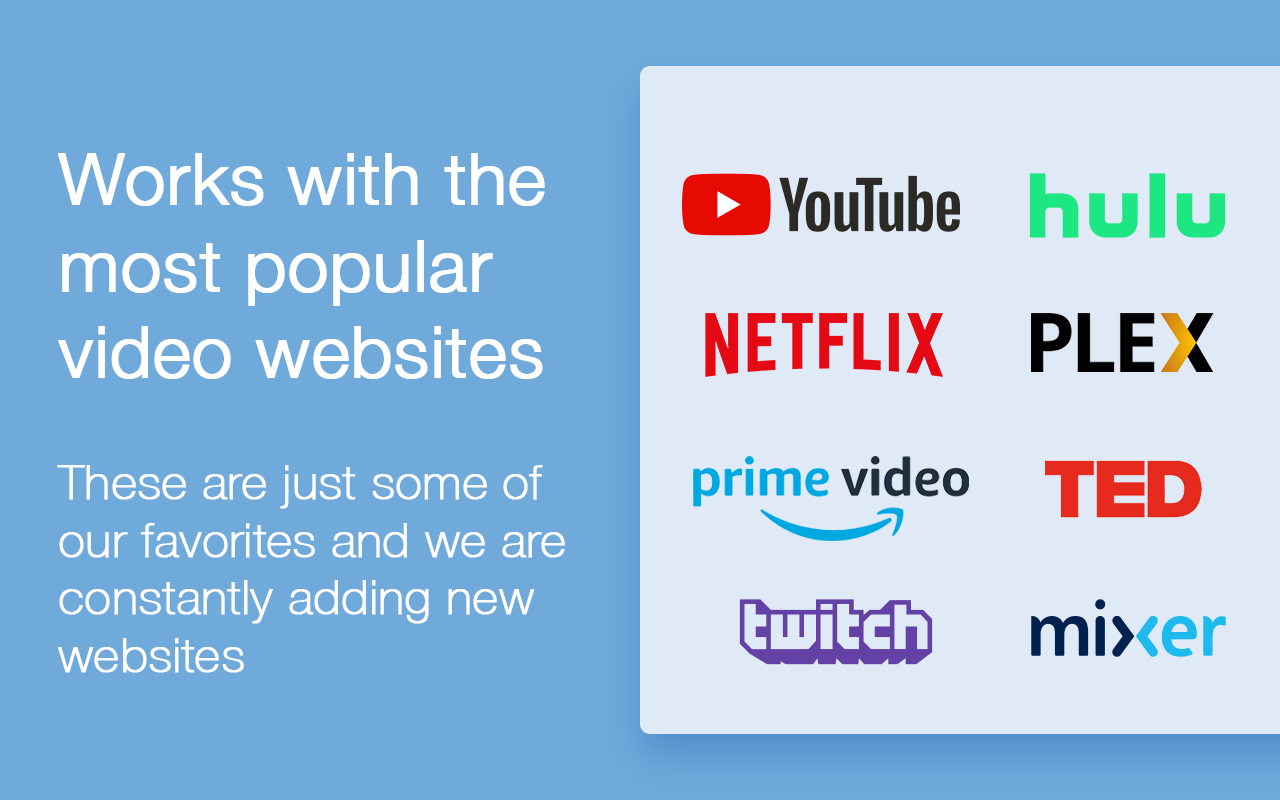 Works with the
most popular
video websites
These are just some of
our favorites and we are
constantly adding new
websites
YouTube
hulu
NETFLIX
PLEX
prime video
TED
twitch
mixer